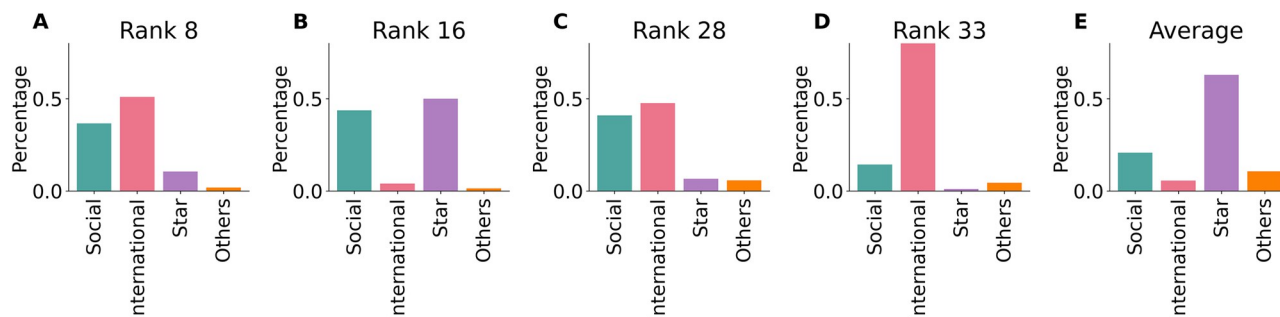 A
Rank 8
Percentage
0.5
0.0
Social
nternational
Star
Others
B
Rank 16
Percentage
0.5
0.0
Social
nternational
Star
Others
C
Rank 28
Percentage
0.5
0.0
Social
nternational
Star
Others
D
Rank 33
Percentage
0.5
0.0
Social
nternational
Star
Others
E
Average
Percentage
0.5
0.0
Social
nternational
Star
Others